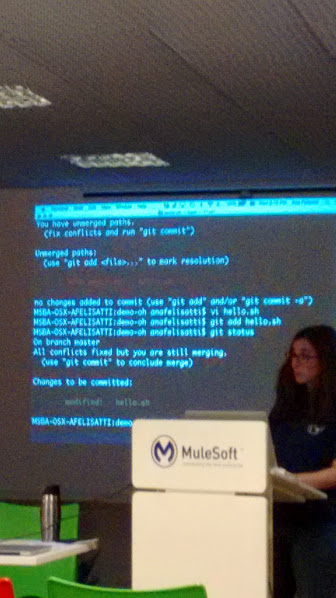 You have unmerged paths.
(fix conflicts and run "git commit")
Unmerged paths:
(use "git add <file>..." to mark resolution)
no changes added to commit (use "git add" and/or "git commit -a")
MSBA-OSX-AFELISATTI:demo-oh anafelisatti$ vi hello.sh
MSBA-OSX-AFELISATTI:demo-oh anafelisatti$ git add hello.sh
MSBA-OSX-AFELISATTI:demo-oh anafelisatti$ git status
On branch master
All conflicts fixed but you are still merging.
(use "git commit" to conclude merge)
Changes to be committed:
modified: hello.sh
MSBA-OSX-AFELISATTI:demo
MuleSoft